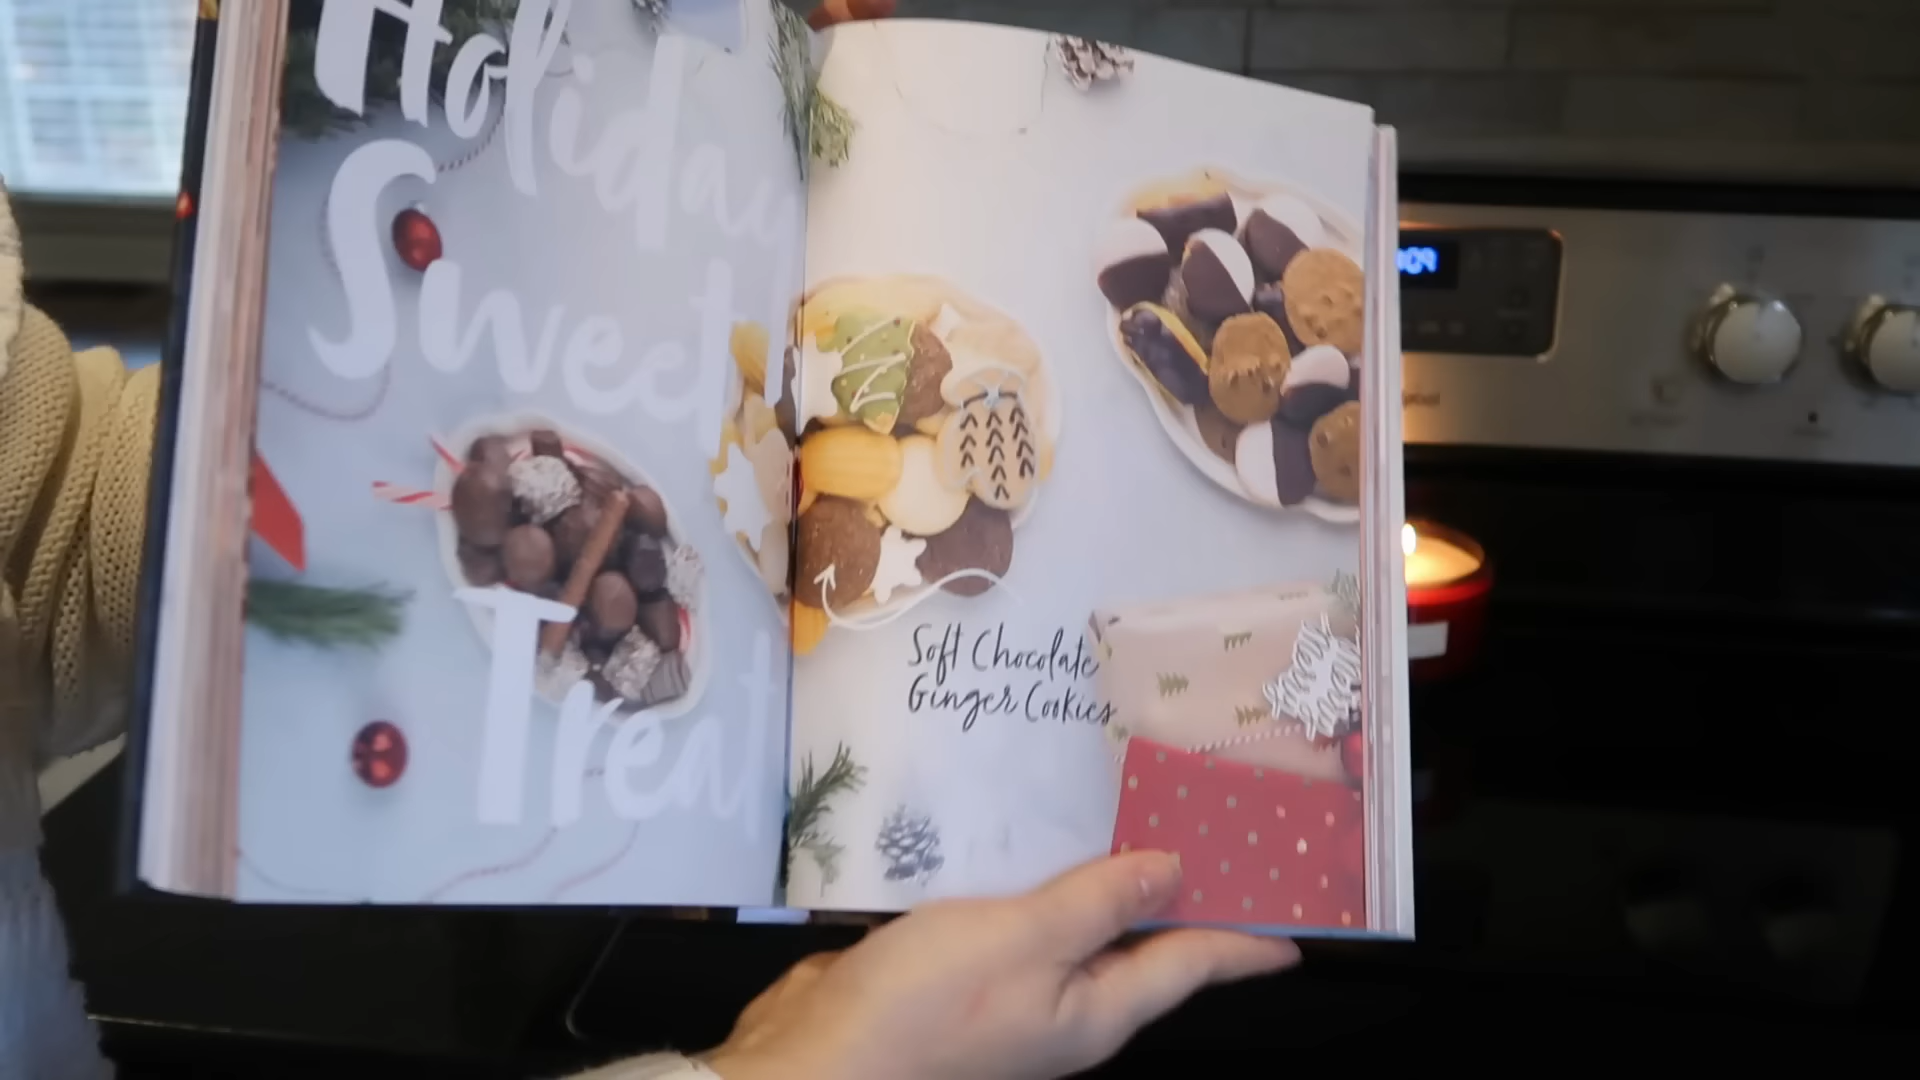 Holiday
Sweet
Treat
Soft Chocolate
Ginger Cookies